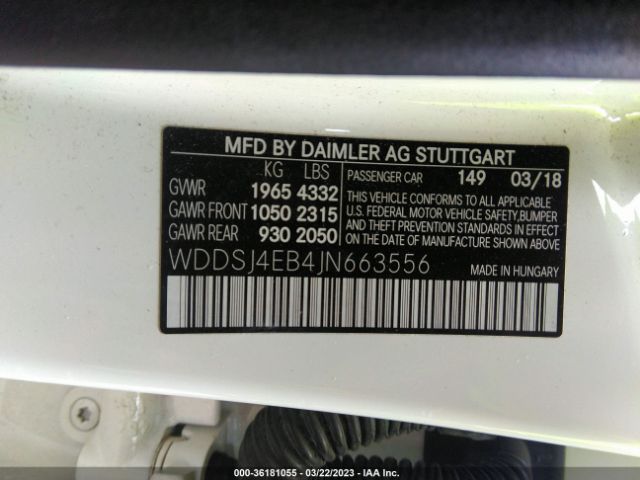 MFD BY DAIMLER AG STUTTGART
KG LBS
GVWR 1965 4332
GAWR FRONT 1050 2315
GAWR REAR 930 2050
PASSENGER CAR 149 03/18
THIS VEHICLE CONFORMS TO ALL APPLICABLE
U.S. FEDERAL MOTOR VEHICLE SAFETY,BUMPER
AND THEFT PREVENTION STANDARDS
IN EFFECT ON THE DATE OF
MANUFACTURE SHOWN ABOVE.
WDDSJ4EB4JN663556
MADE IN HUNGARY
000-36181055 - 03/22/2023 - IAA Inc.